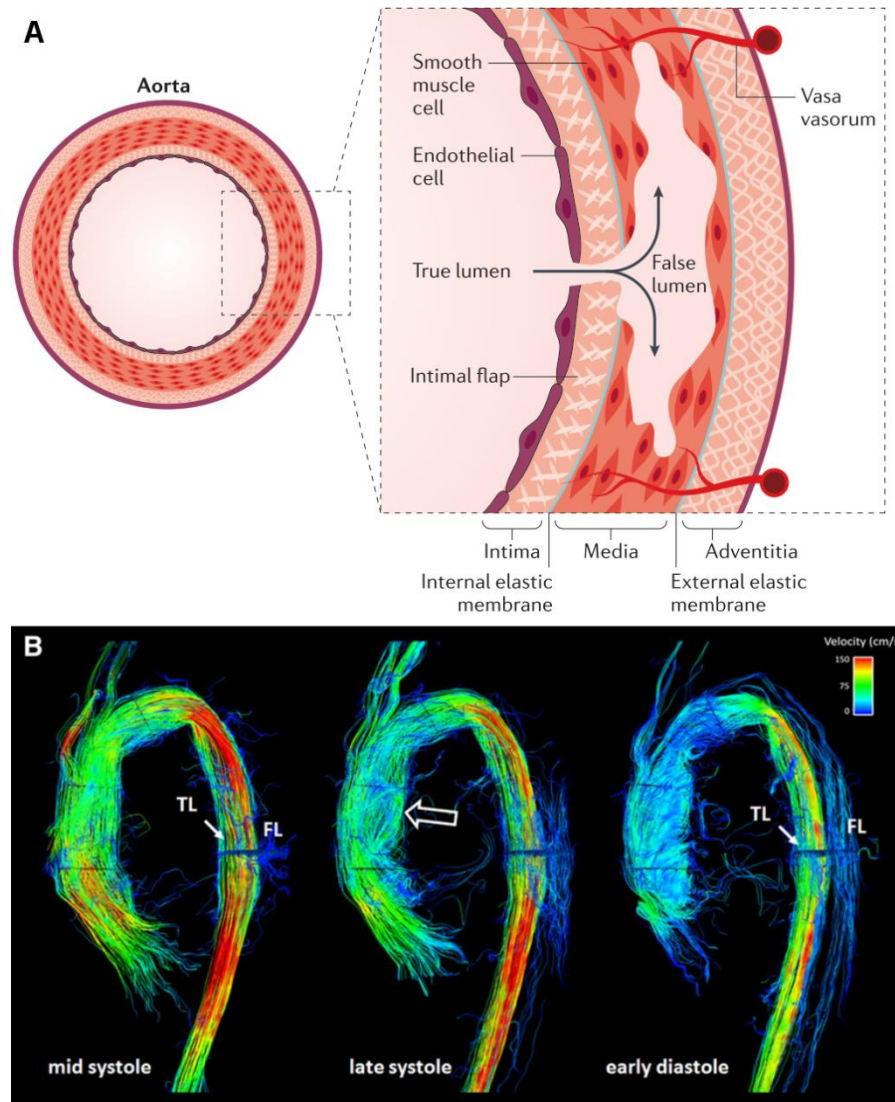 A
Aorta
Smooth
muscle
cell
Endothelial
cell
True lumen
Intimal flap
False
lumen
Vasa
vasorum
Intima
Media
Adventitia
Internal elastic
membrane
External elastic
membrane
B
Velocity (cm/
150
75
0
TL
FL
TL
FL
mid systole
late systole
early diastole